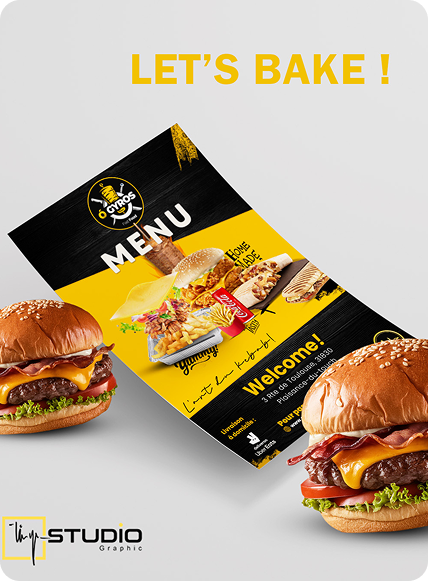 LET'S BAKE !
Ô GYROS
MENU
HOME
MADE
Yummy
Welcome!
3 Rte de Toulouse, 31830
Plaisance-du-Touch
Livraison
à domicile :
Uber Eats
Pour
STUDIO
Graphic